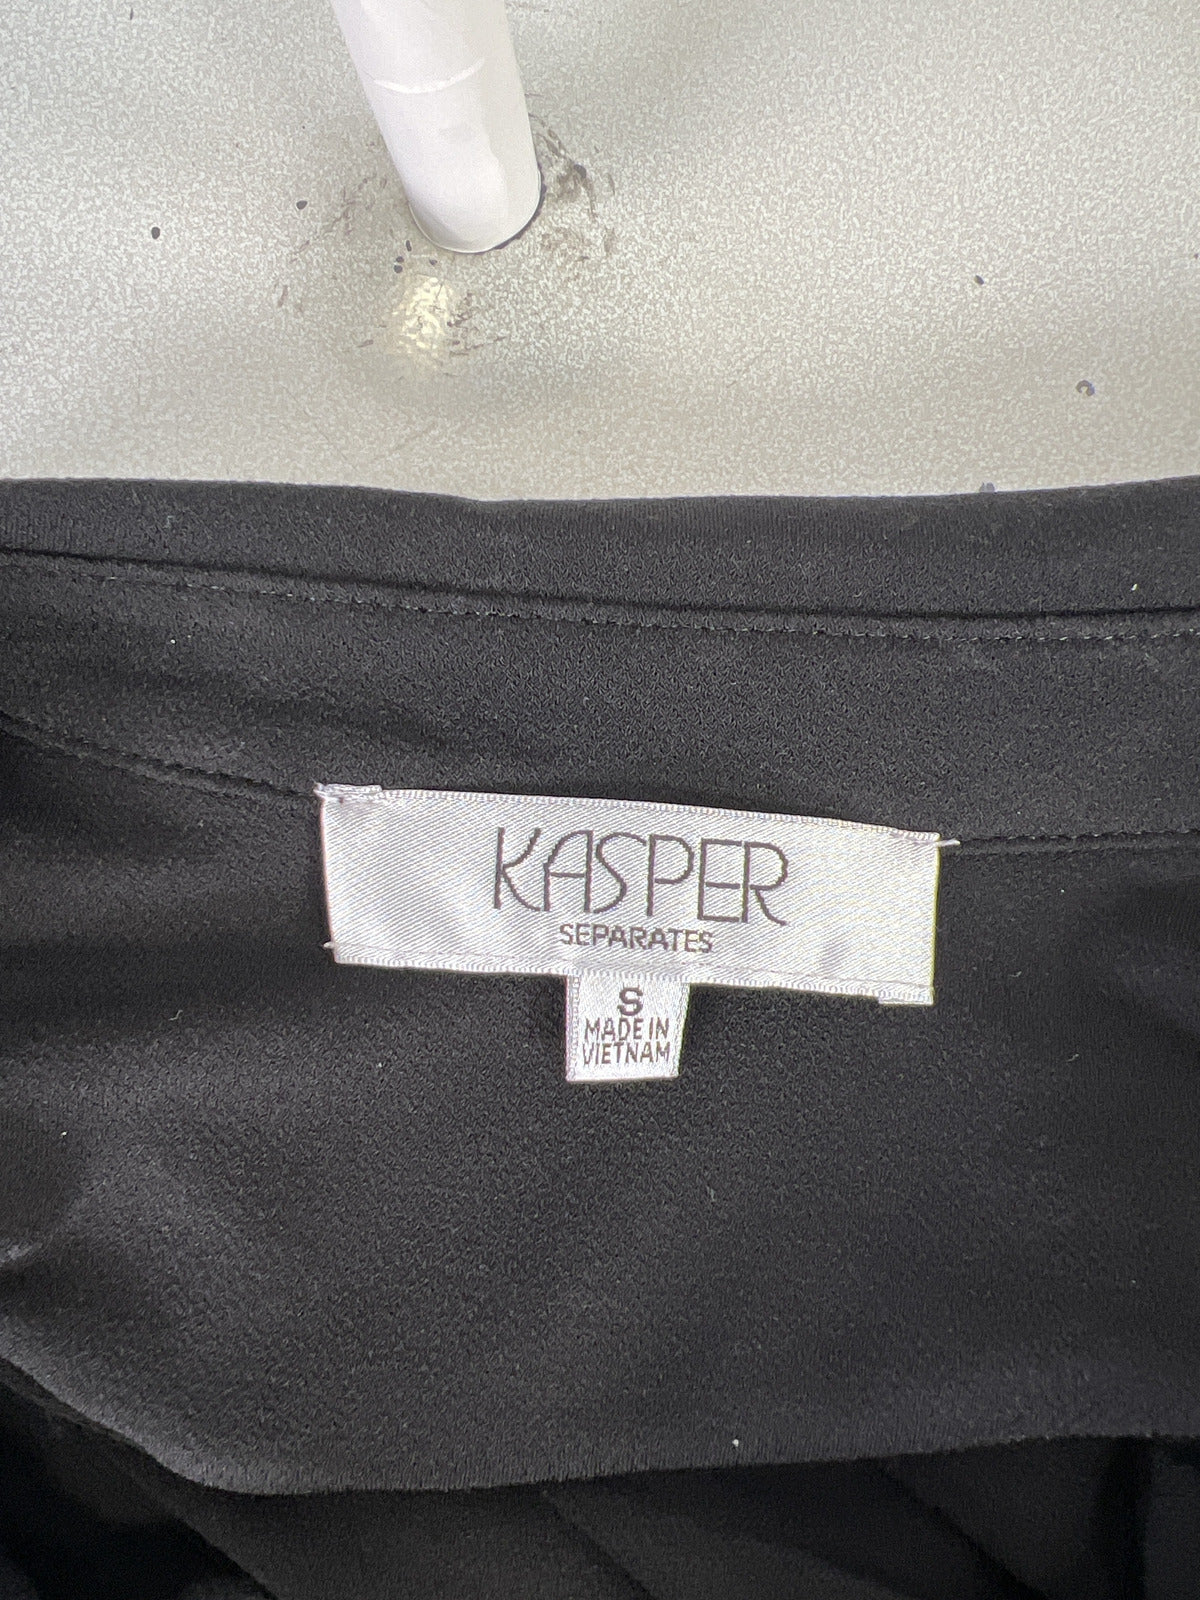 KASPER
SEPARATES
S
MADE IN
VIETNAM